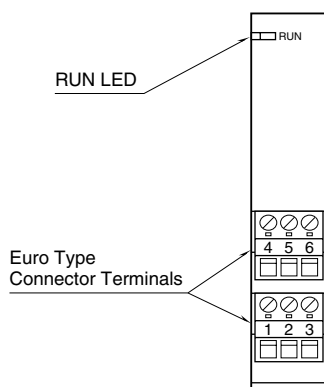 RUN
RUN LED
4 5 6
Euro Type
Connector Terminals
1 2 3